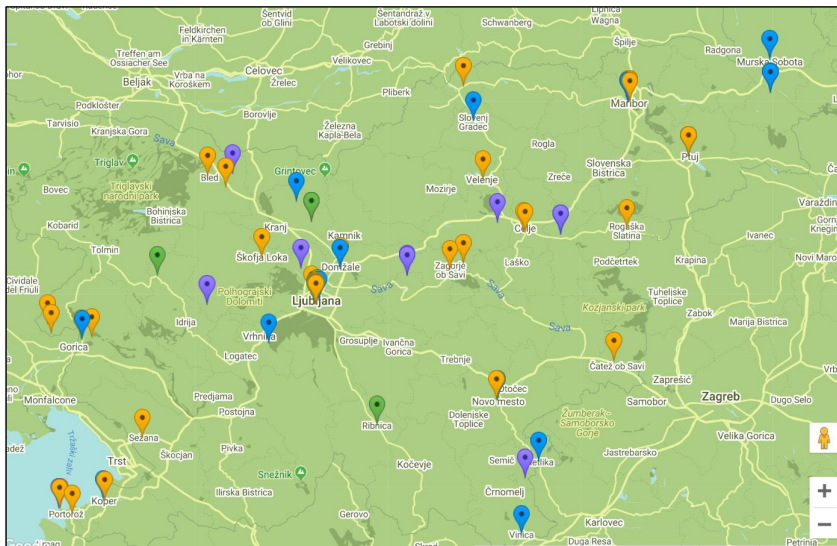 Feldkirchen
in Kärnten
Šentvid
ob Glini
Šentandraž v
Labotski dolini
Schwanberg
Lipnica
Wagna
Grebinj
Špilje
Radgona
Treffen am
Ossiacher See
Vrba na
Koroškem
Celovec
Žrelec
Velikovec
Murska Sobota
Beljak
Pliberk
Maribor
Podklošter
Borovlje
Železna
Kapla-Bela
Slovenj
Gradec
Tarvisio
Kranjska Gora
Sava
Rogla
Ptuj
Triglav
Bled
Grintovec
Velenje
Slovenska
Bistrica
Bovec
Triglavski
narodni park
Mozirje
Zreče
Varaždin
Bohinjska
Bistrica
Kranj
Kamnik
Celje
Rogaška
Slatina
Ivanec
Kobarid
Tolmin
Škofja Loka
Domžale
Zagorje
ob Savi
Laško
Podčetrtek
Krapina
Novi Marof
Cividale
del Friuli
Polhograjski
Dolomiti
Sava
Sava
Tuheljske
Toplice
Idrija
Ljubljana
Kozjanski park
Zabok
Marija Bistrica
Gorica
Vrhnika
Grosuplje
Ivančna
Gorica
Sava
Logatec
Trebnje
Čatež ob Savi
Zaprešić
Predjama
Otočec
Samobor
Zagreb
Dugo Selo
Monfalcone
Postojna
Ribnica
Dolenjske
Toplice
Novo mesto
Sežana
Žumberak -
Samoborsko
Gorje
Velika Gorica
Tržaški zaliv
Trst
Škocjan
Pivka
Kočevje
Semič
Metlika
Jastrebarsko
Snežnik
Koper
Ilirska Bistrica
Črnomelj
Portorož
Gerovo
Vinica
Karlovec
Duga Resa
Petrinja